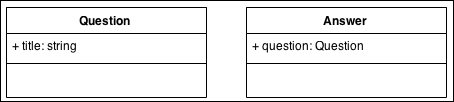 Question
+ title: string
Answer
+ question: Question